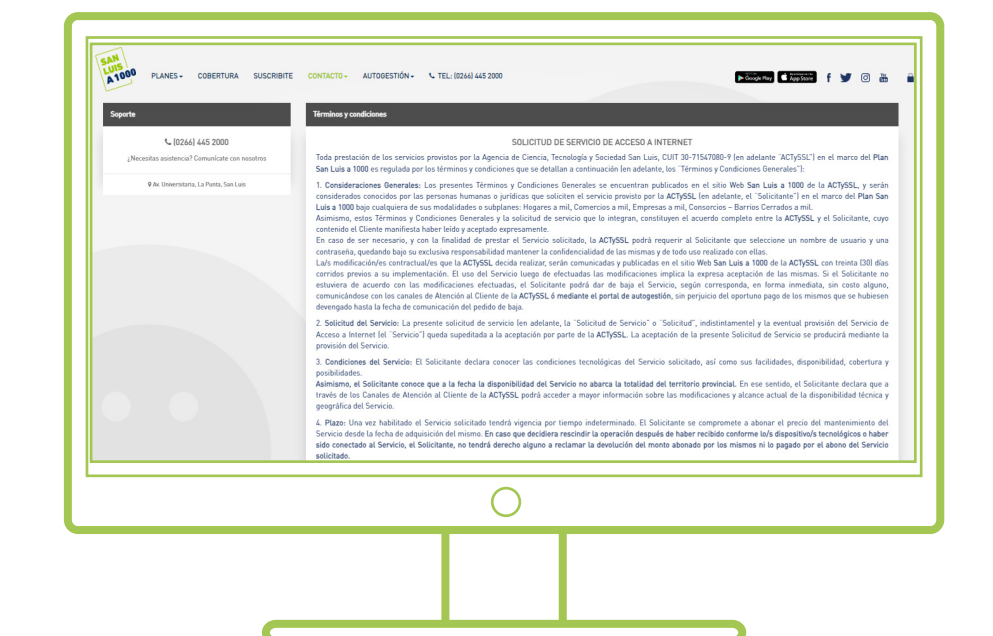 SAN
LUIS
A 1000
PLANES
COBERTURA
SUSCRIBITE
CONTACTO
AUTOGESTIÓN
TEL: (0266) 445 2000
Google Play
App Store
Soporte
(0266) 445 2000
¿Necesitas asistencia? Comunícate con nosotros
Av. Universitaria, La Punta, San Luis
Términos y condiciones
SOLICITUD DE SERVICIO DE ACCESO A INTERNET
Toda prestación de los servicios provistos por la Agencia de Ciencia, Tecnología y Sociedad San Luis, CUIT 30-71547080-9 (en adelante ¨ACTySSL¨) en el marco del Plan
San Luis a 1000 es regulada por los términos y condiciones que se detallan a continuación (en adelante, los ¨Términos y Condiciones Generales¨):
1. Consideraciones Generales: Los presentes Términos y Condiciones Generales se encuentran publicados en el sitio Web San Luis a 1000 de la ACTySSL, y serán
considerados conocidos por las personas humanas o jurídicas que soliciten el servicio provisto por la ACTySSL (en adelante, el ¨Solicitante¨) en el marco del Plan San
Luis a 1000 bajo cualquiera de sus modalidades o subplanes: Hogares a mil, Comercios a mil, Empresas a mil, Consorcios – Barrios Cerrados a mil.
Asimismo, estos Términos y Condiciones Generales y la solicitud de servicio que lo integran, constituyen el acuerdo completo entre la ACTySSL y el Solicitante, cuyo
contenido el Cliente manifiesta haber leído y aceptado expresamente.
En caso de ser necesario, y con la finalidad de prestar el Servicio solicitado, la ACTySSL podrá requerir al Solicitante que seleccione un nombre de usuario y una
contraseña, quedando bajo su exclusiva responsabilidad mantener la confidencialidad de las mismas y de todo uso realizado con ellas.
La/s modificación/es contractual/es que la ACTySSL decida realizar, serán comunicadas y publicadas en el sitio Web San Luis a 1000 de la ACTySSL con treinta (30) días
corridos previos a su implementación. El uso del Servicio luego de efectuadas las modificaciones implica la expresa aceptación de las mismas. Si el Solicitante no
estuviera de acuerdo con las modificaciones efectuadas, el Solicitante podrá dar de baja el Servicio, según corresponda, en forma inmediata, sin costo alguno,
comunicándose con los canales de Atención al Cliente de la ACTySSL ó mediante el portal de autogestión, sin perjuicio del oportuno pago de los mismos que se hubiesen
devengado hasta la fecha de comunicación del pedido de baja.
2. Solicitud del Servicio: La presente solicitud de servicio (en adelante, la ¨Solicitud de Servicio¨ o ¨Solicitud¨, indistintamente) y la eventual provisión del Servicio de
Acceso a Internet (el ¨Servicio¨) queda supeditada a la aceptación por parte de la ACTySSL. La aceptación de la presente Solicitud de Servicio se producirá mediante la
provisión del Servicio.
3. Condiciones del Servicio: El Solicitante declara conocer las condiciones tecnológicas del Servicio solicitado, así como sus facilidades, disponibilidad, cobertura y
posibilidades.
Asimismo, el Solicitante conoce que a la fecha la disponibilidad del Servicio no abarca la totalidad del territorio provincial. En ese sentido, el Solicitante declara que a
través de los Canales de Atención al Cliente de la ACTySSL podrá acceder a mayor información sobre las modificaciones y alcance actual de la disponibilidad técnica y
geográfica del Servicio.
4. Plazo: Una vez habilitado el Servicio solicitado tendrá vigencia por tiempo indeterminado. El Solicitante se compromete a abonar el precio del mantenimiento del
Servicio desde la fecha de adquisición del mismo. En caso que decidiera rescindir la operación después de haber recibido conforme lo/s dispositivo/s tecnológicos o haber
sido conectado al Servicio, el Solicitante, no tendrá derecho alguno a reclamar la devolución del monto abonado por los mismos ni lo pagado por el abono del Servicio
solicitado.